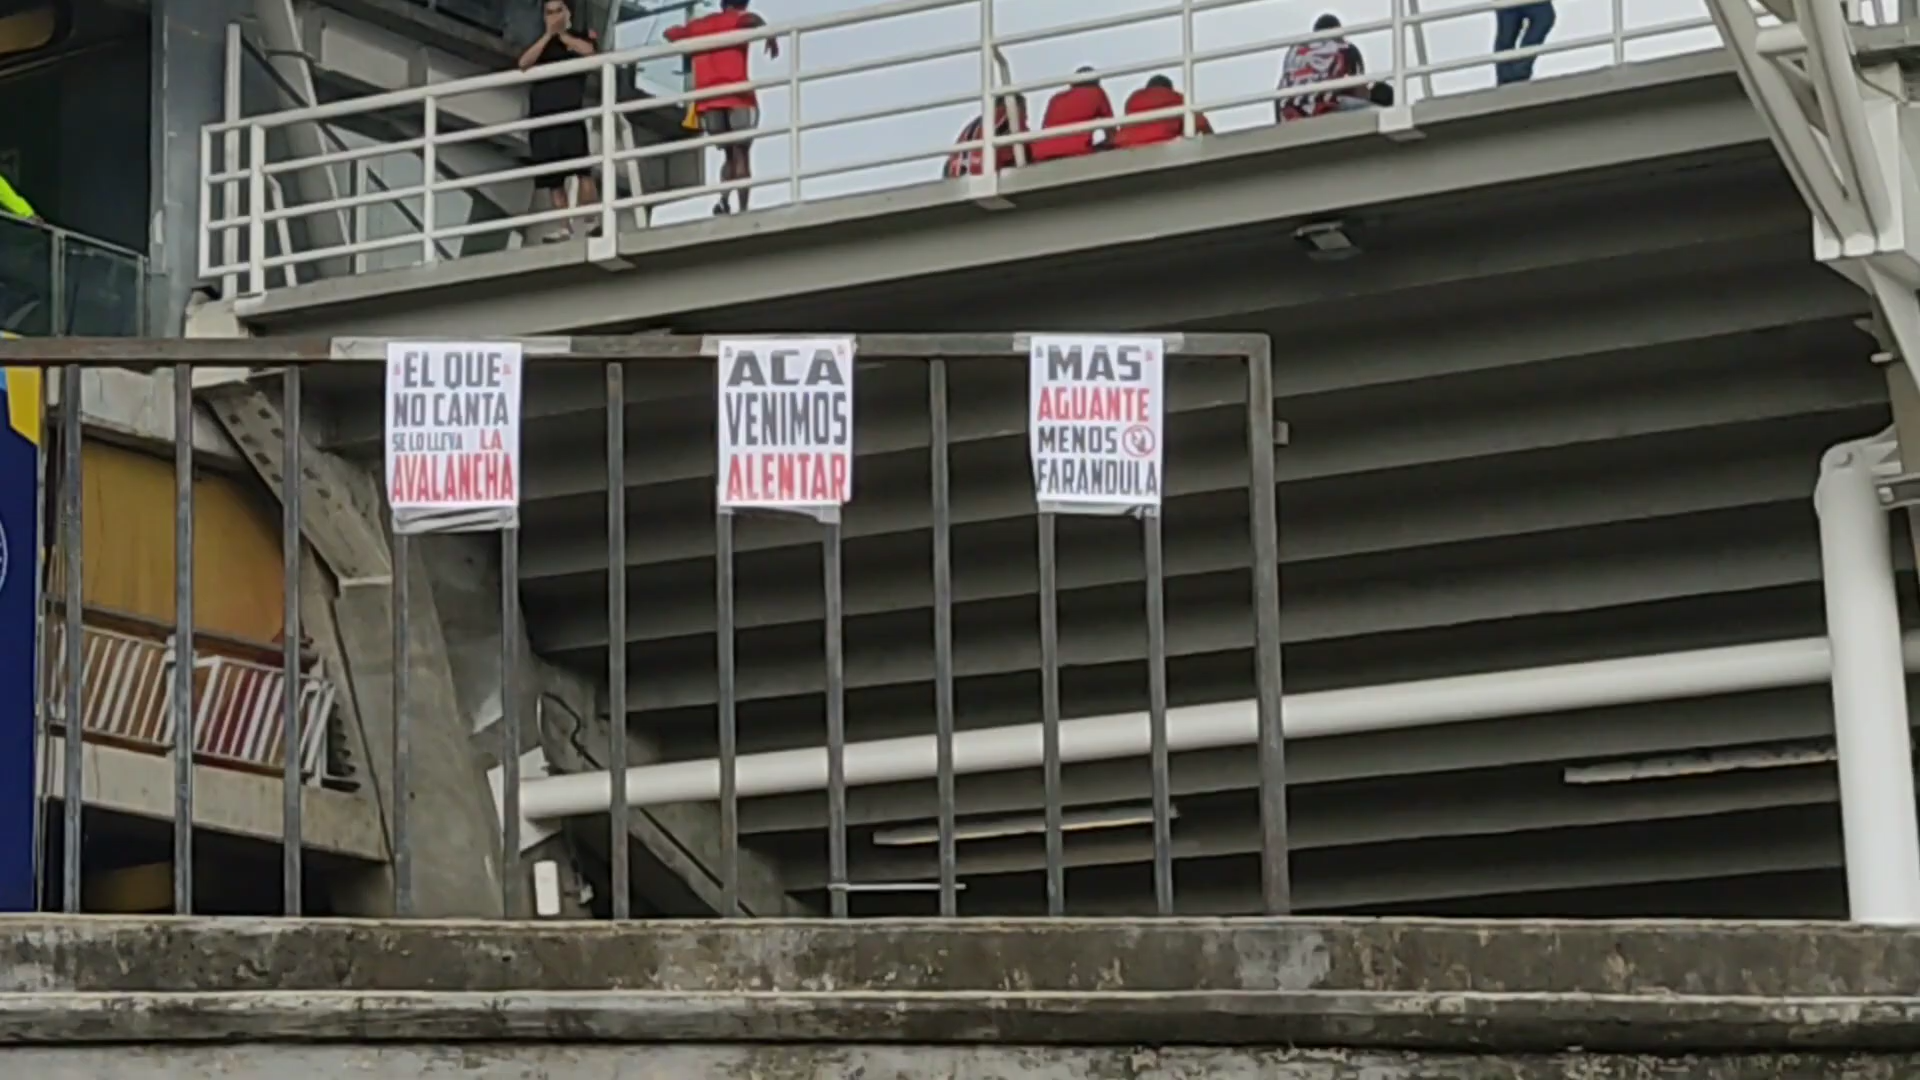 EL QUE
NO CANTA
SE LO LLEVA LA
AVALANCHA
ACA
VENIMOS
ALENTAR
MAS
AGUANTE
MENOS
FARANDULA